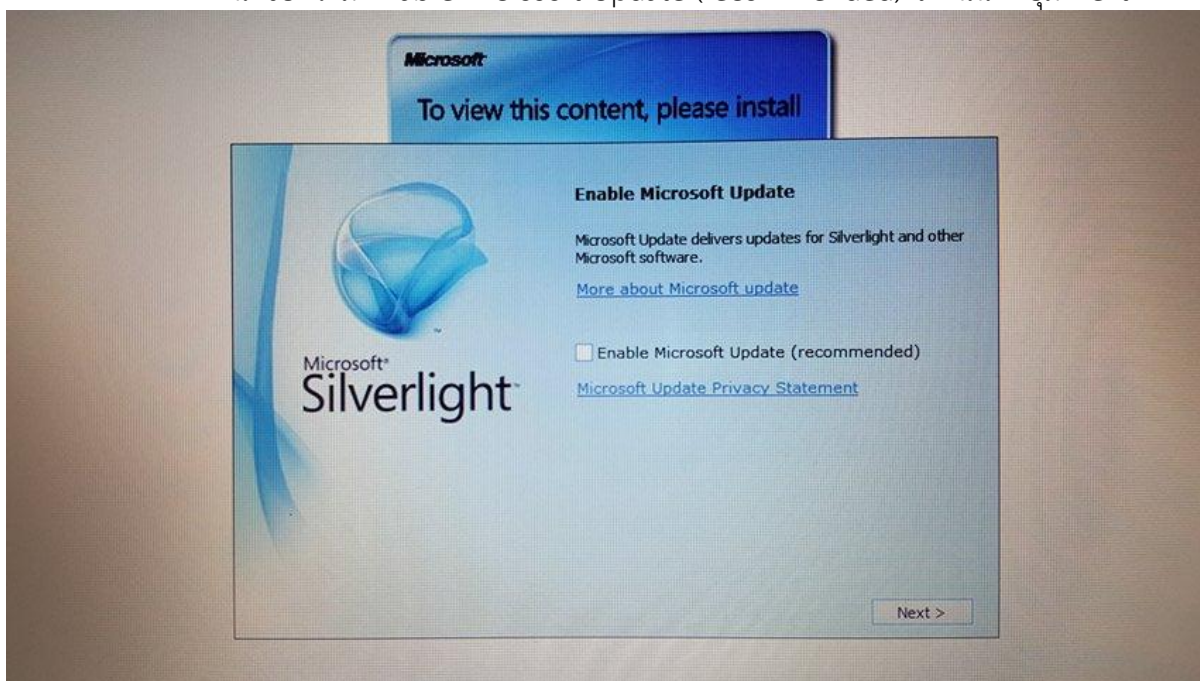 Microsoft
To view this content, please install
Enable Microsoft Update
Microsoft Update delivers updates for Silverlight and other
Microsoft software.
More about Microsoft update
Enable Microsoft Update (recommended)
Microsoft®
Silverlight™
Microsoft Update Privacy Statement
Next >